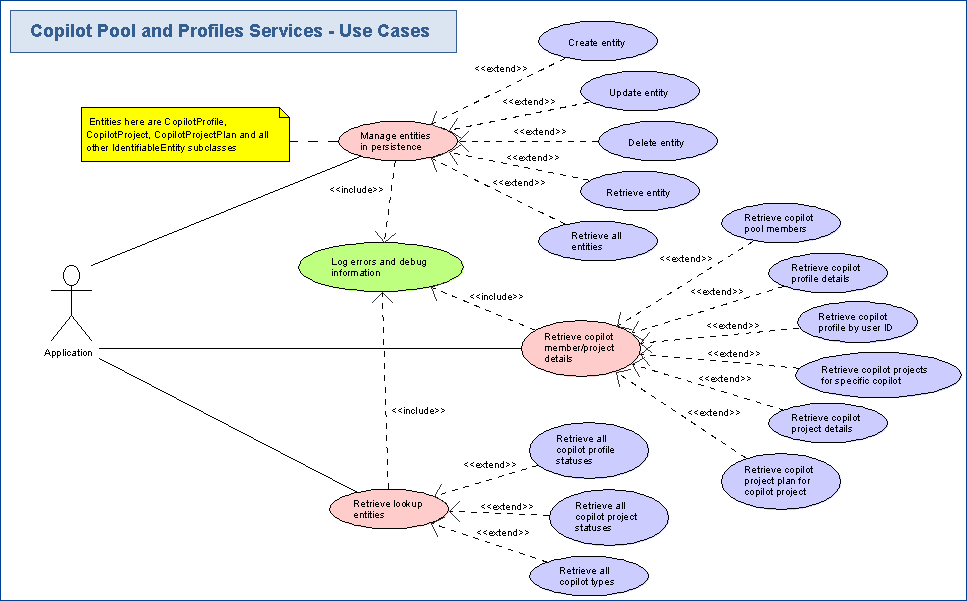 Copilot Pool and Profiles Services - Use Cases
Create entity
<<extend>>
Update entity
<<extend>>
Entities here are CopilotProfile,
CopilotProject, CopilotProjectPlan and all
other IdentifiableEntity subclasses
Manage entities
in persistence
<<extend>>
Delete entity
<<extend>>
<<extend>>
Retrieve entity
<<include>>
Retrieve all
entities
Retrieve copilot
pool members
<<extend>>
Log errors and debug
information
Retrieve copilot
profile details
<<extend>>
<<include>>
Retrieve copilot
profile by user ID
<<extend>>
Retrieve copilot
member/project
details
Application
<<extend>>
Retrieve copilot projects
for specific copilot
<<extend>>
<<include>>
<<extend>>
Retrieve copilot
project details
Retrieve all
copilot profile
statuses
<<extend>>
Retrieve copilot
project plan for
copilot project
Retrieve lookup
entities
<<extend>>
Retrieve all
copilot project
statuses
<<extend>>
Retrieve all
copilot types